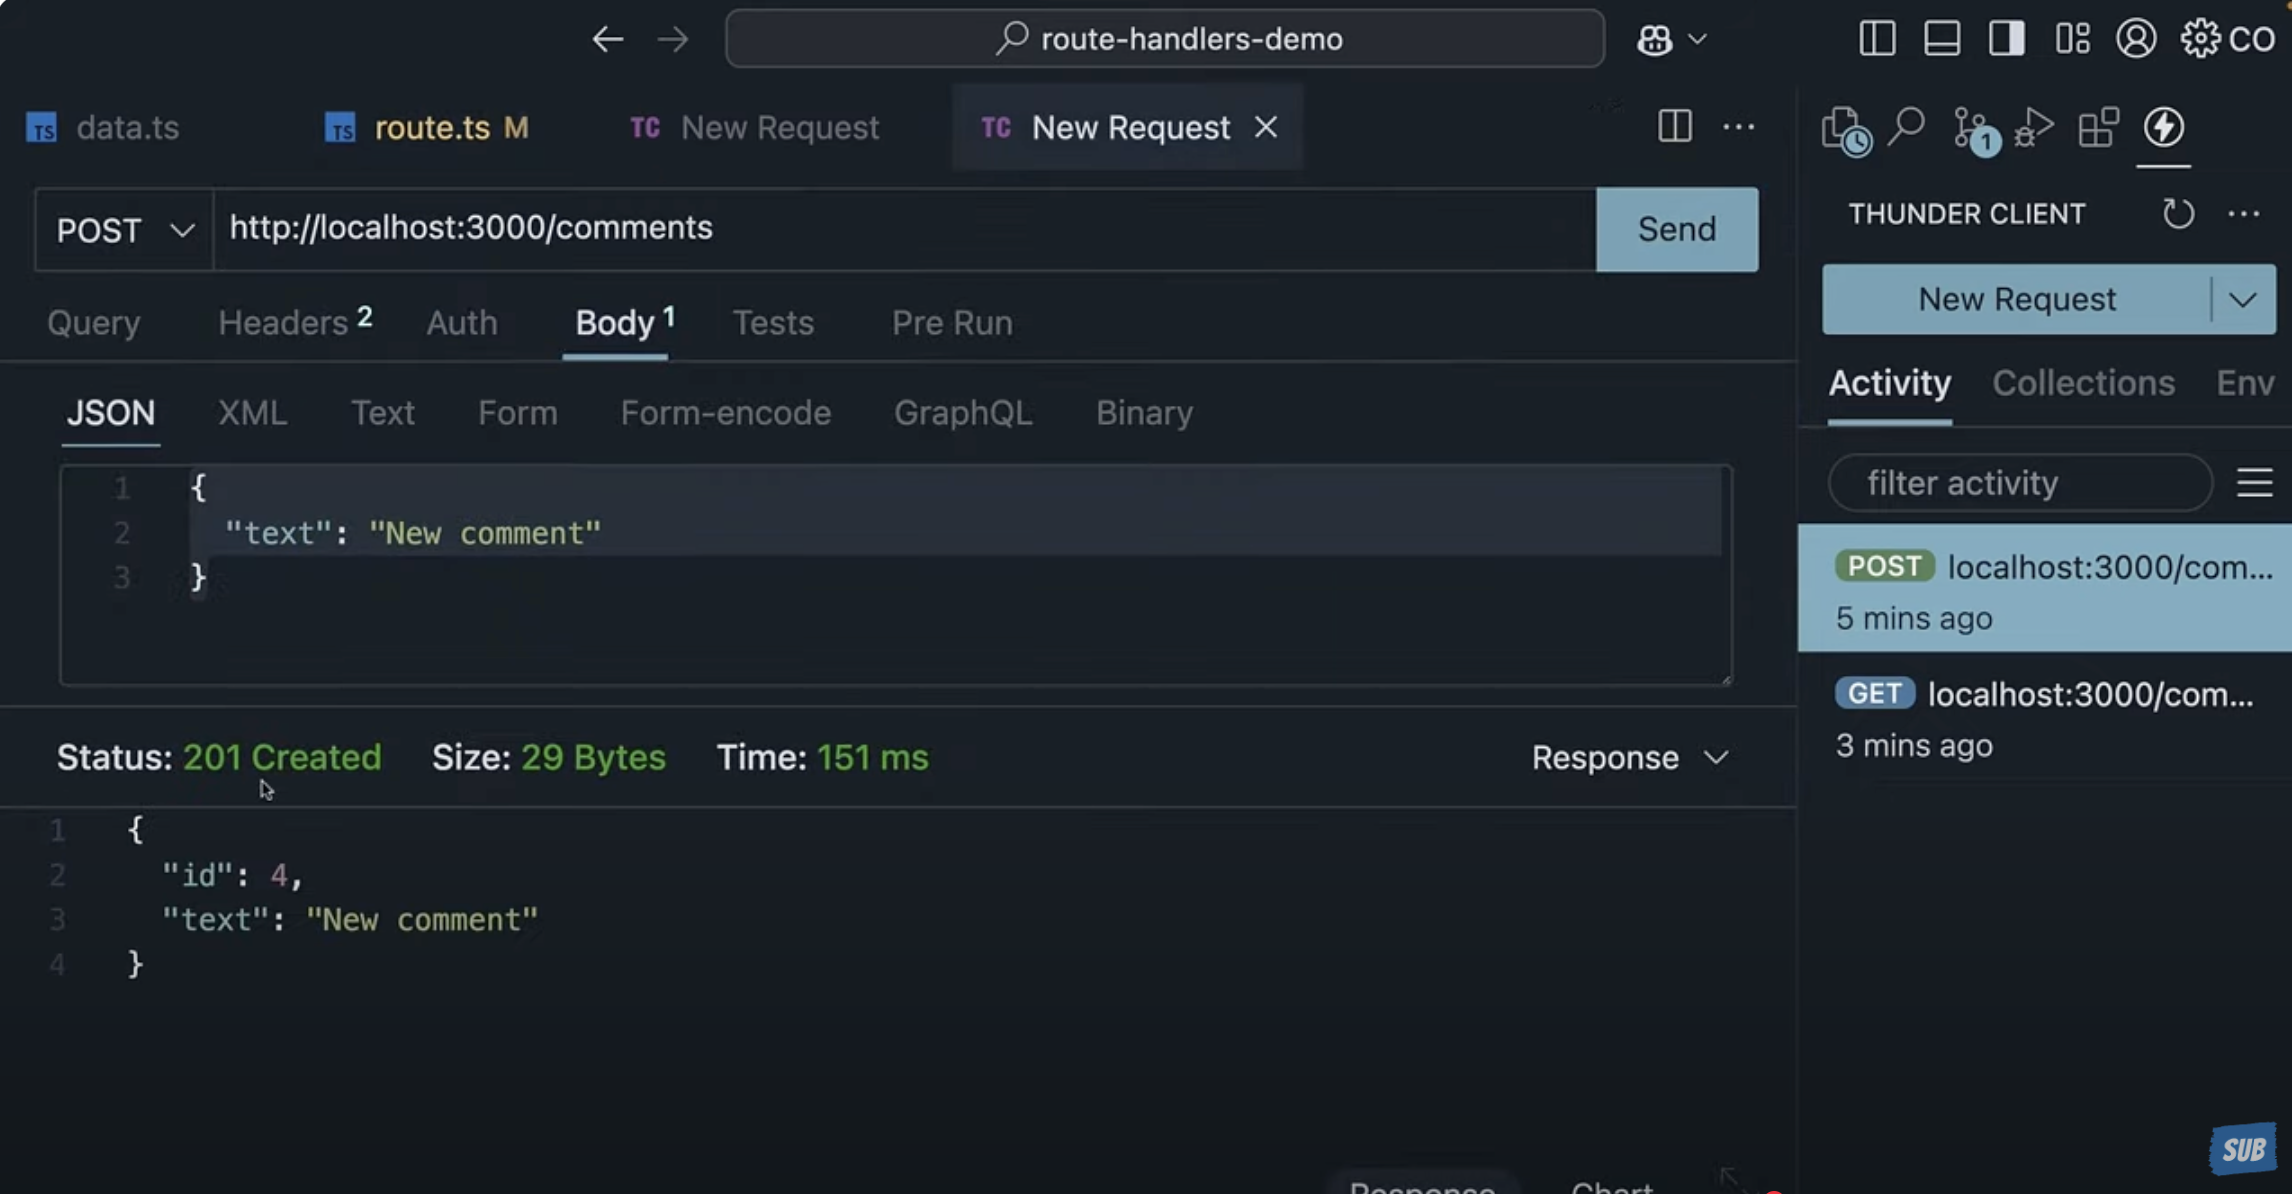 route-handlers-demo
CO
TS data.ts
TS route.ts M
TC New Request
TC New Request
1
POST
http://localhost:3000/comments
Send
Query
Headers 2
Auth
Body 1
Tests
Pre Run
JSON
XML
Text
Form
Form-encode
GraphQL
Binary
1 {
2 "text": "New comment"
3 }
Status: 201 Created
Size: 29 Bytes
Time: 151 ms
Response
1 {
2 "id": 4,
3 "text": "New comment"
4 }
Response
Chart
THUNDER CLIENT
New Request
Activity
Collections
Env
filter activity
POST localhost:3000/com...
5 mins ago
GET localhost:3000/com...
3 mins ago
SUB